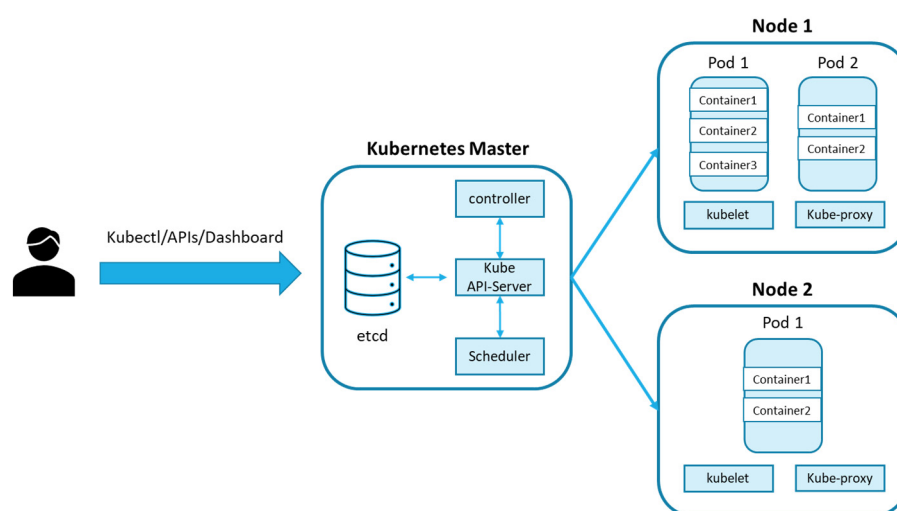 Kubectl/APIs/Dashboard
Kubernetes Master
controller
Kube
API-Server
etcd
Scheduler
Node 1
Pod 1
Container1
Container2
Container3
Pod 2
Container1
Container2
kubelet
Kube-proxy
Node 2
Pod 1
Container1
Container2
kubelet
Kube-proxy